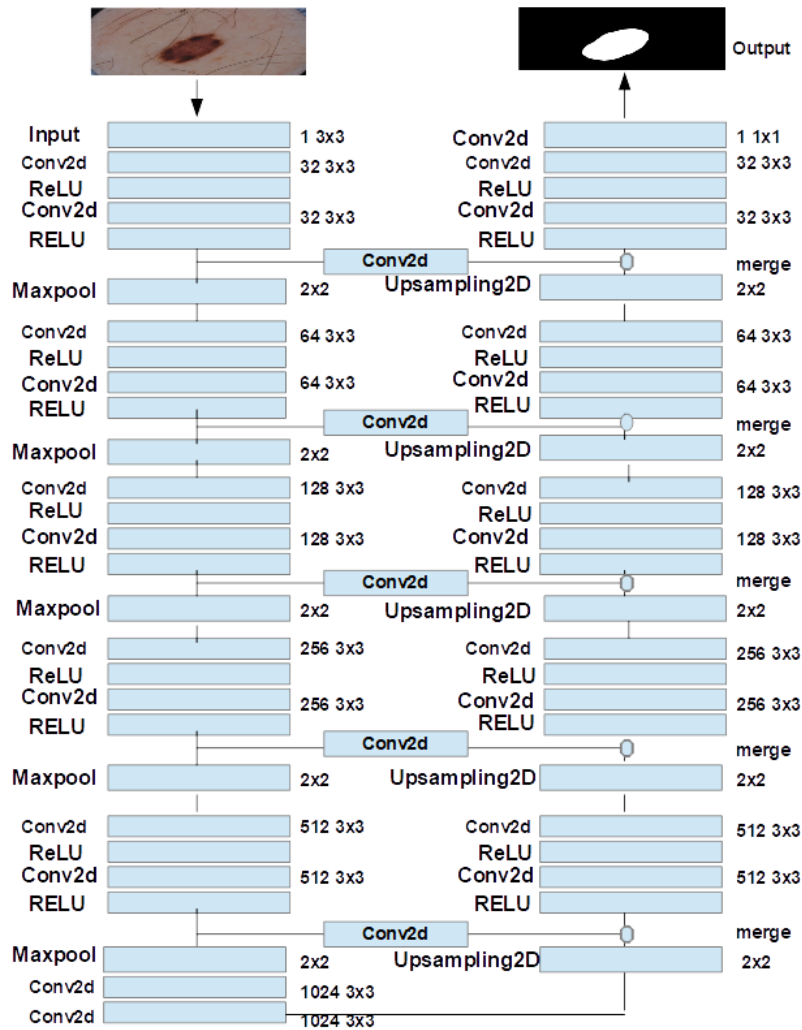 Output
Input 1 3x3 Conv2d 1 1x1
Conv2d 32 3x3 Conv2d 32 3x3
ReLU ReLU
Conv2d 32 3x3 Conv2d 32 3x3
RELU RELU
Conv2d merge
Maxpool 2x2 Upsampling2D 2x2
Conv2d 64 3x3 Conv2d 64 3x3
ReLU ReLU
Conv2d 64 3x3 Conv2d 64 3x3
RELU RELU
Conv2d merge
Maxpool 2x2 Upsampling2D 2x2
Conv2d 128 3x3 Conv2d 128 3x3
ReLU ReLU
Conv2d 128 3x3 Conv2d 128 3x3
RELU RELU
Conv2d merge
Maxpool 2x2 Upsampling2D 2x2
Conv2d 256 3x3 Conv2d 256 3x3
ReLU ReLU
Conv2d 256 3x3 Conv2d 256 3x3
RELU RELU
Conv2d merge
Maxpool 2x2 Upsampling2D 2x2
Conv2d 512 3x3 Conv2d 512 3x3
ReLU ReLU
Conv2d 512 3x3 Conv2d 512 3x3
RELU RELU
Conv2d merge
Maxpool 2x2 Upsampling2D 2x2
Conv2d 1024 3x3
Conv2d 1024 3x3